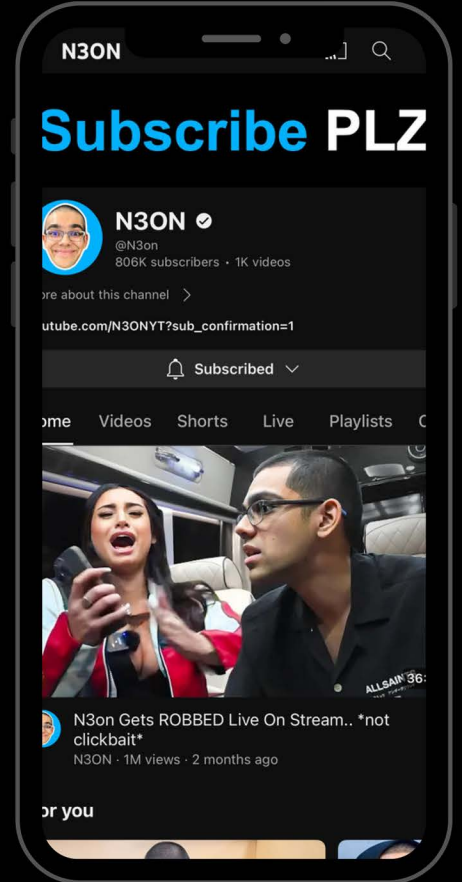 N3ON
Subscribe PLZ
N3ON
@N3on
806K subscribers • 1K videos
ore about this channel >
utube.com/N3ONYT?sub_confirmation=1
Subscribed
ome Videos Shorts Live Playlists C
ALLSAIN
36:
N3on Gets ROBBED Live On Stream.. *not
clickbait*
N3ON · 1M views · 2 months ago
or you